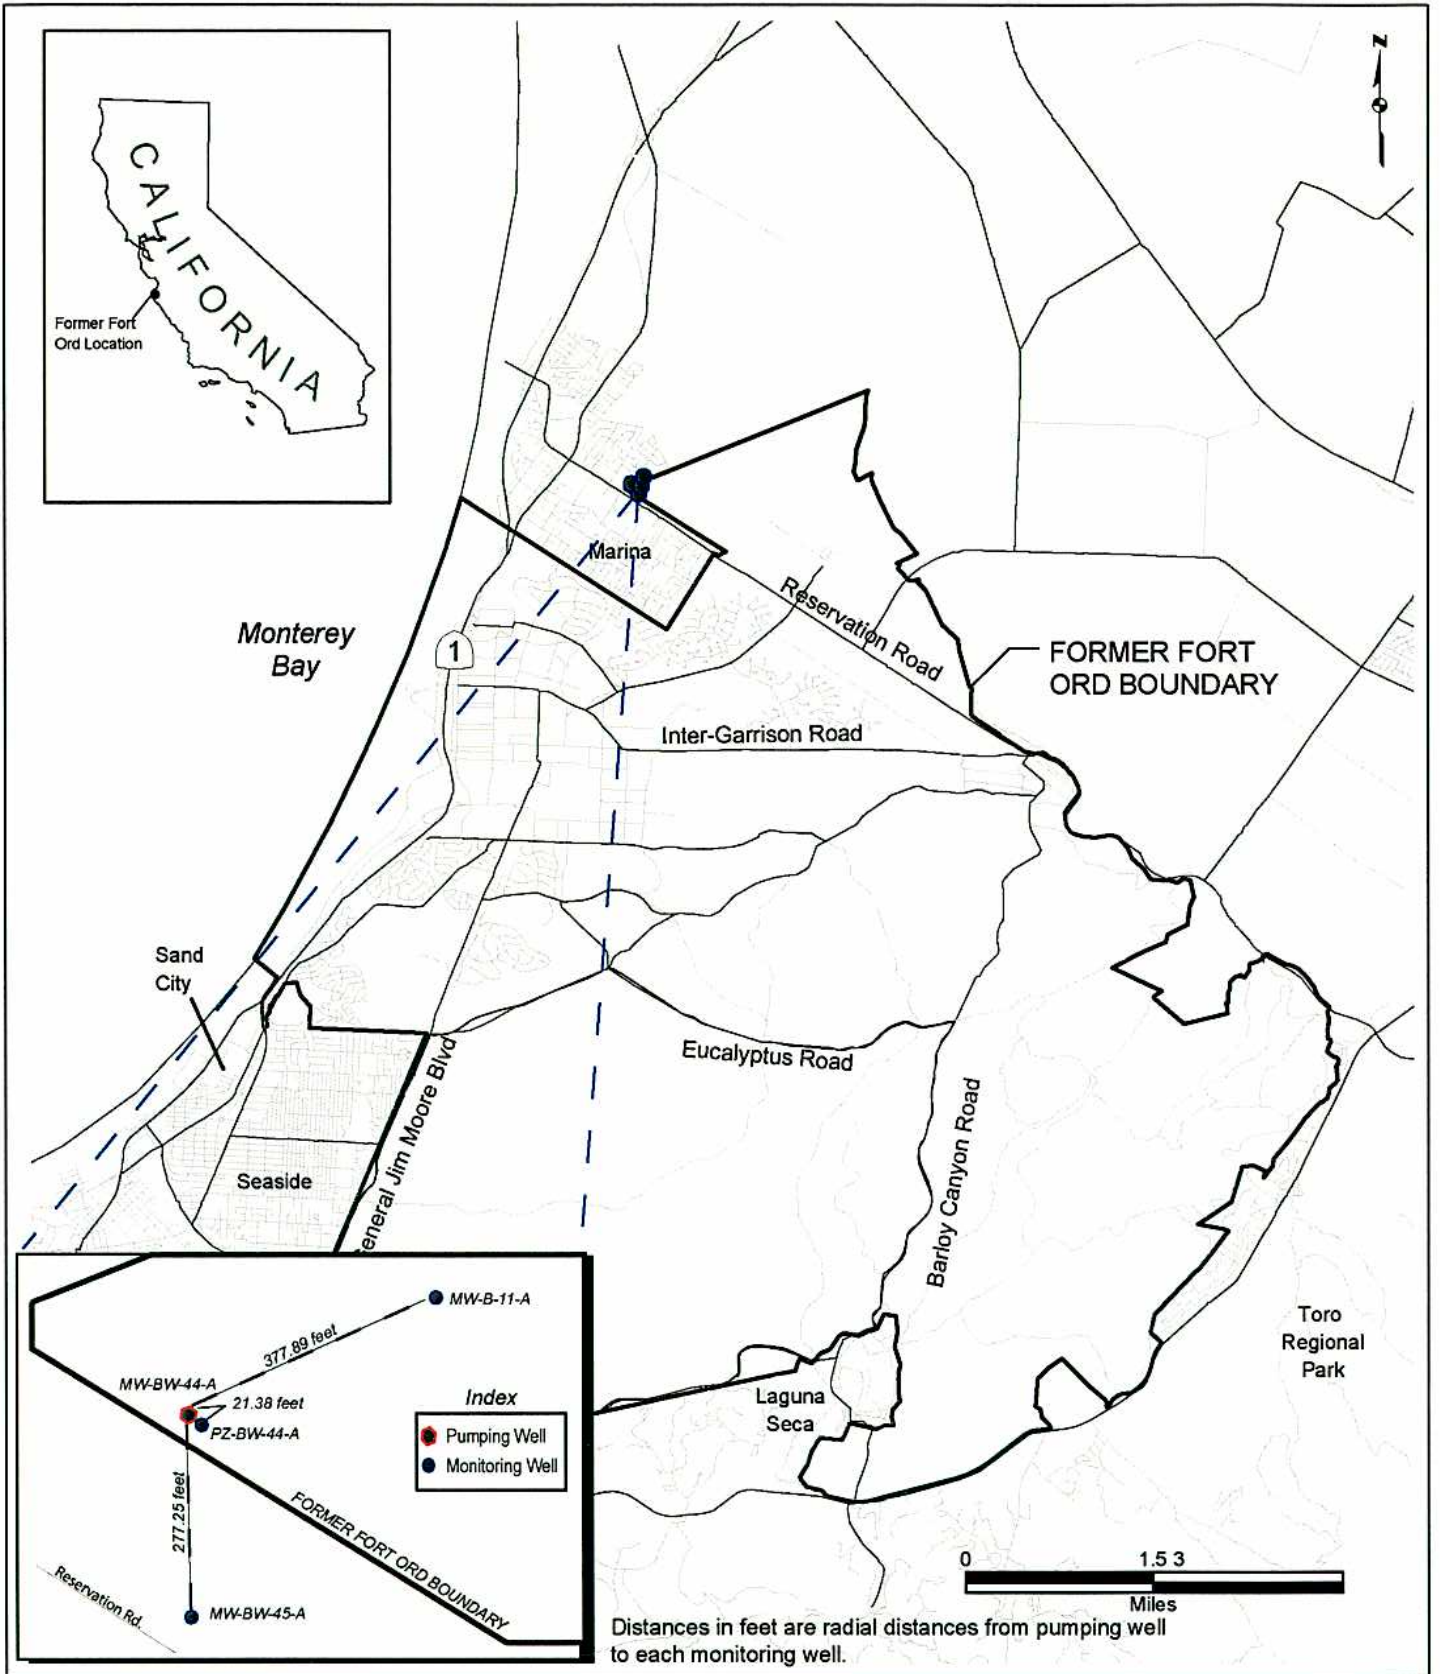 N
CALIFORNIA
Former Fort
Ord Location
Marina
Monterey
Bay
1
Reservation Road
FORMER FORT
ORD BOUNDARY
Inter-Garrison Road
Sand
City
Eucalyptus Road
General Jim Moore Blvd
Barloy Canyon Road
Seaside
Toro
Regional
Park
Laguna
Seca
MW-B-11-A
377.89 feet
MW-BW-44-A
21.38 feet
PZ-BW-44-A
Index
Pumping Well
Monitoring Well
277.25 feet
FORMER FORT ORD BOUNDARY
Reservation Rd.
MW-BW-45-A
0 1.5 3
Miles
Distances in feet are radial distances from pumping well
to each monitoring well.